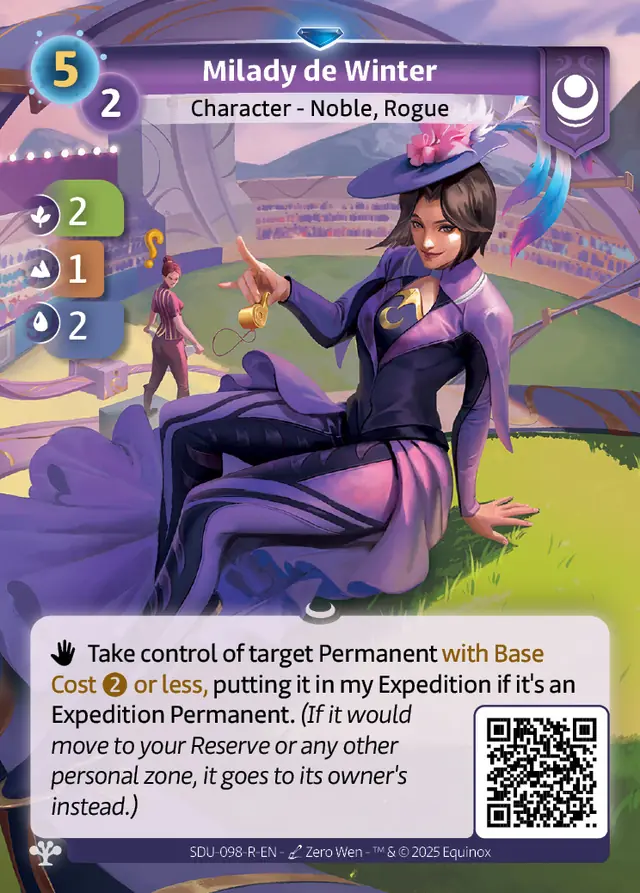 5
Milady de Winter
2
Character - Noble, Rogue
2
?
1
2
Take control of target Permanent with Base
Cost 2 or less, putting it in my Expedition if it's an
Expedition Permanent. (If it would
move to your Reserve or any other
personal zone, it goes to its owner's
instead.)
SDU-098-R-EN - Zero Wen - ™ & © 2025 Equinox